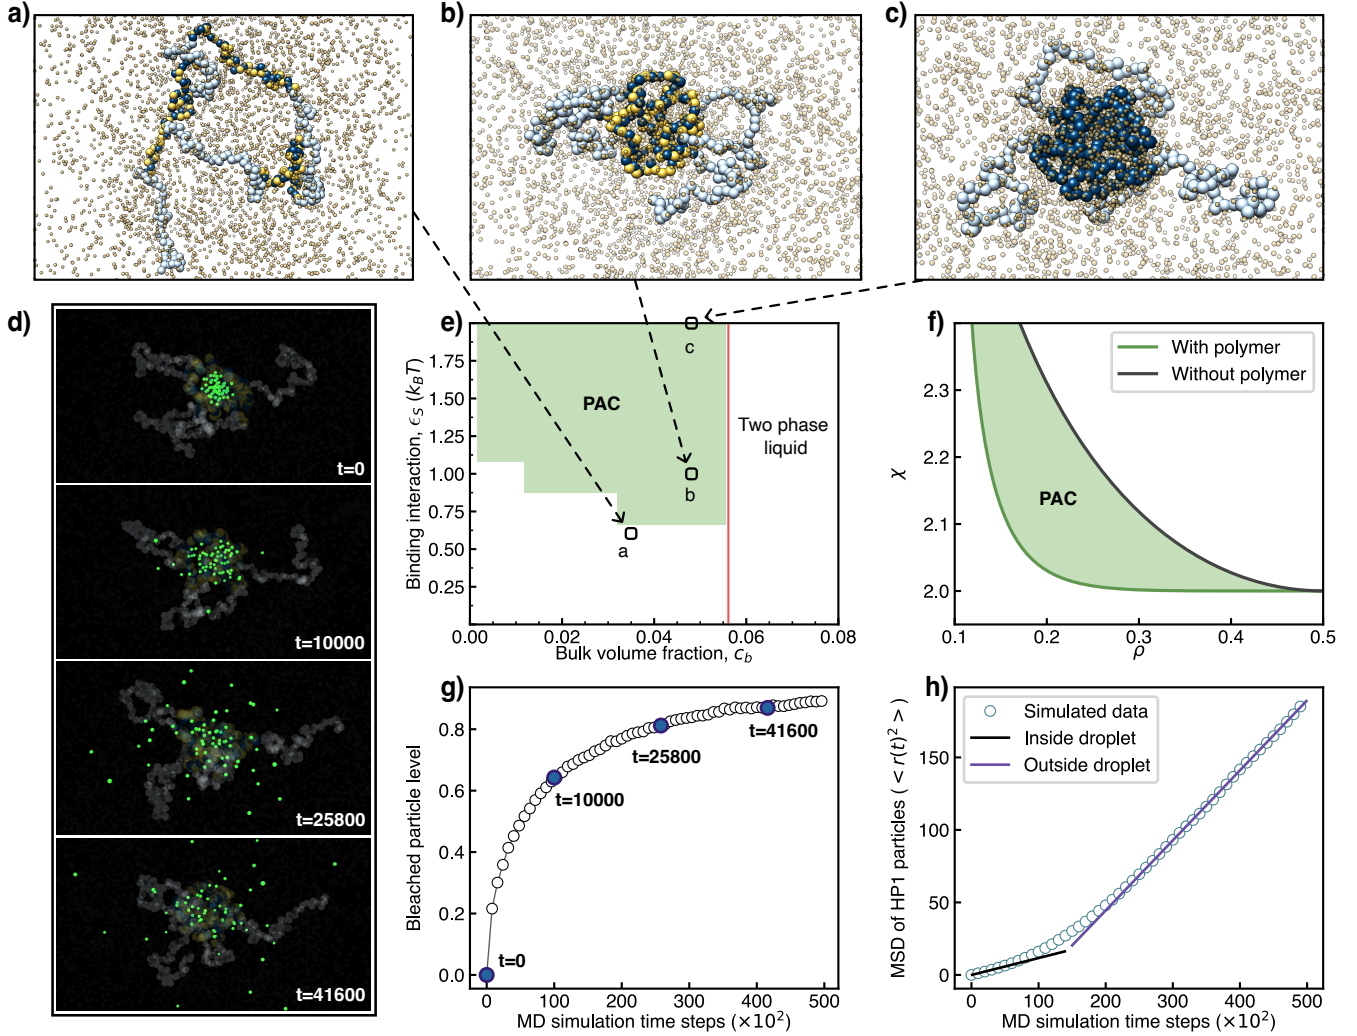 a)
b)
c)
d)
t=0
t=10000
t=25800
t=41600
e)
Binding interaction, ϵ_S (k_BT)
1.75
1.50
1.25
1.00
0.75
0.50
0.25
0.00
0.02
0.04
0.06
0.08
Bulk volume fraction, c_b
PAC
Two phase
liquid
a
b
c
f)
With polymer
Without polymer
PAC
χ
2.3
2.2
2.1
2.0
0.1
0.2
0.3
0.4
0.5
ρ
g)
Bleached particle level
0.8
0.6
0.4
0.2
0.0
t=0
t=10000
t=25800
t=41600
0
100
200
300
400
500
MD simulation time steps (×10²)
h)
Simulated data
Inside droplet
Outside droplet
MSD of HP1 particles ( < r(t)² > )
150
100
50
0
0
100
200
300
400
500
MD simulation time steps (×10²)